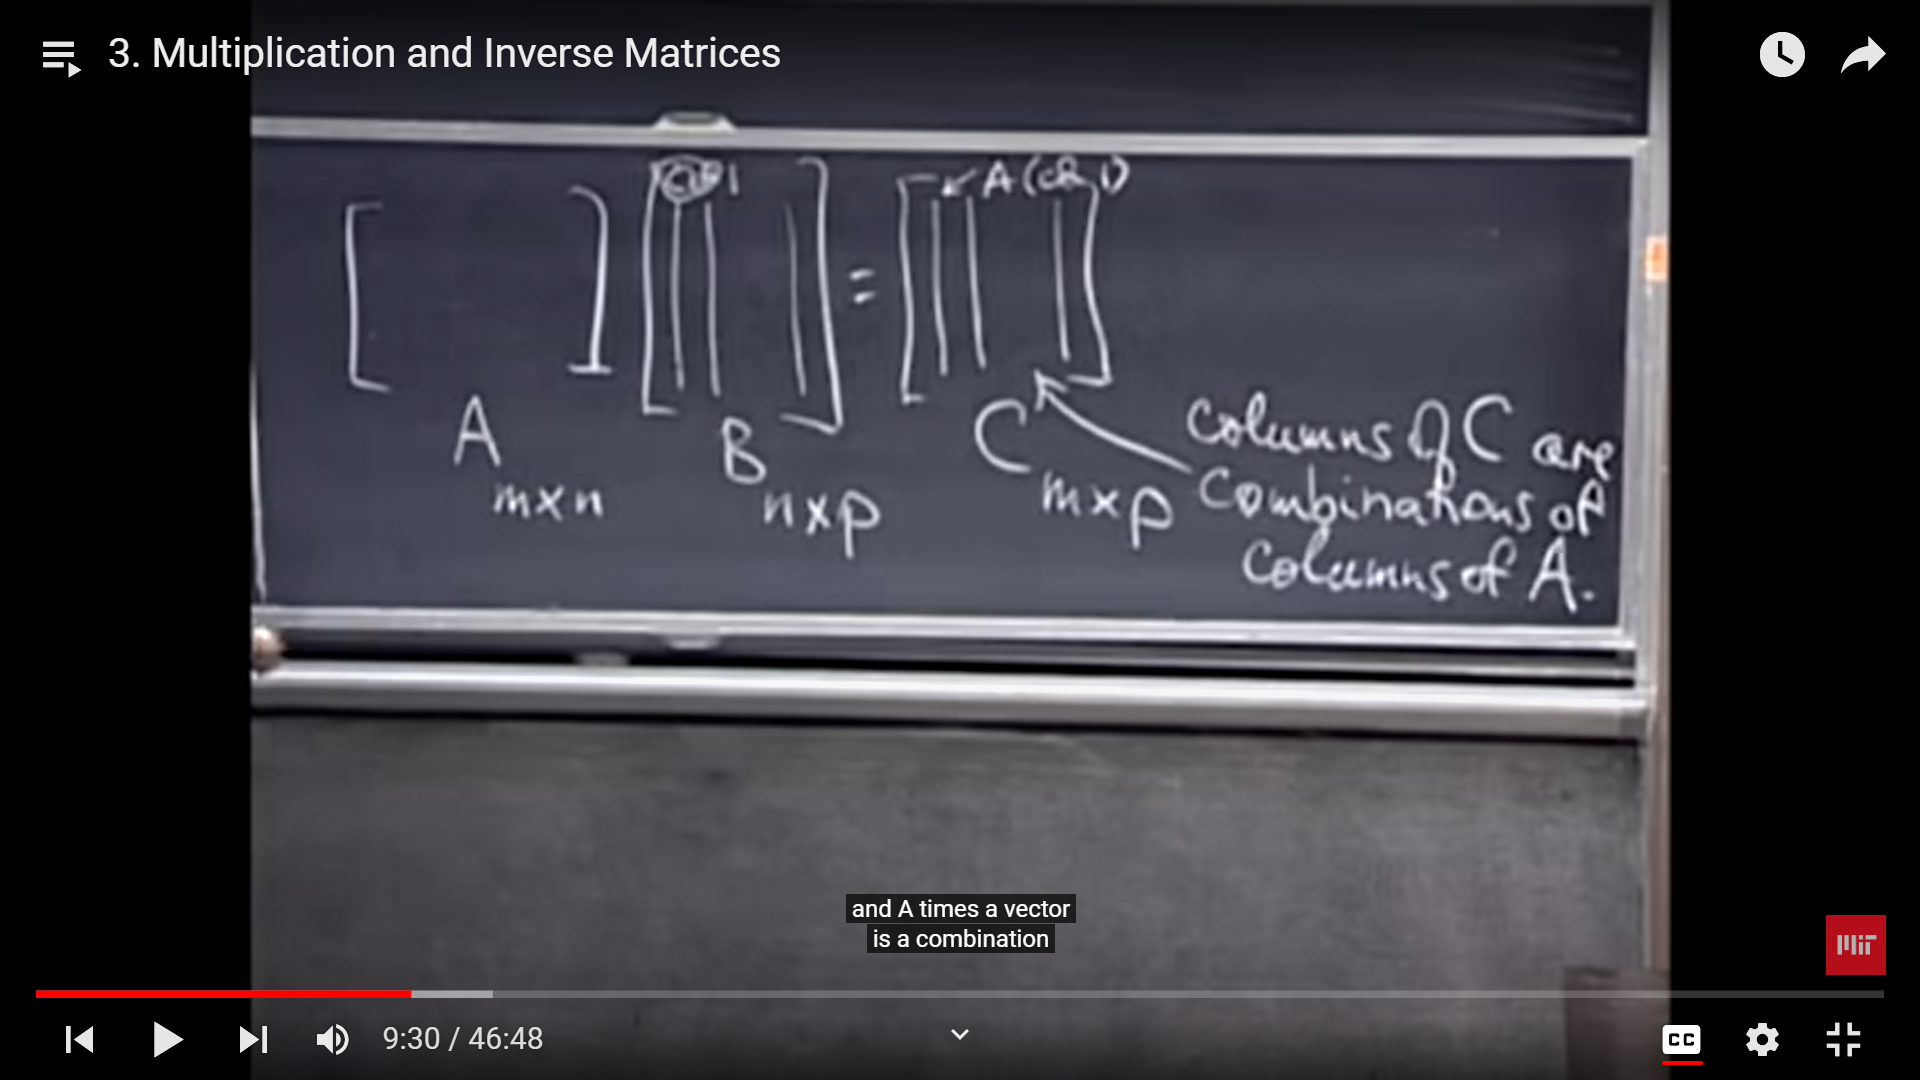 3. Multiplication and Inverse Matrices
col 1
A (col 1)
[ ] [ ] = [ ]
A
m×n
B
n×p
C
m×p
columns of C are
combinations of
columns of A.
and A times a vector
is a combination
MIT
9:30 / 46:48
CC